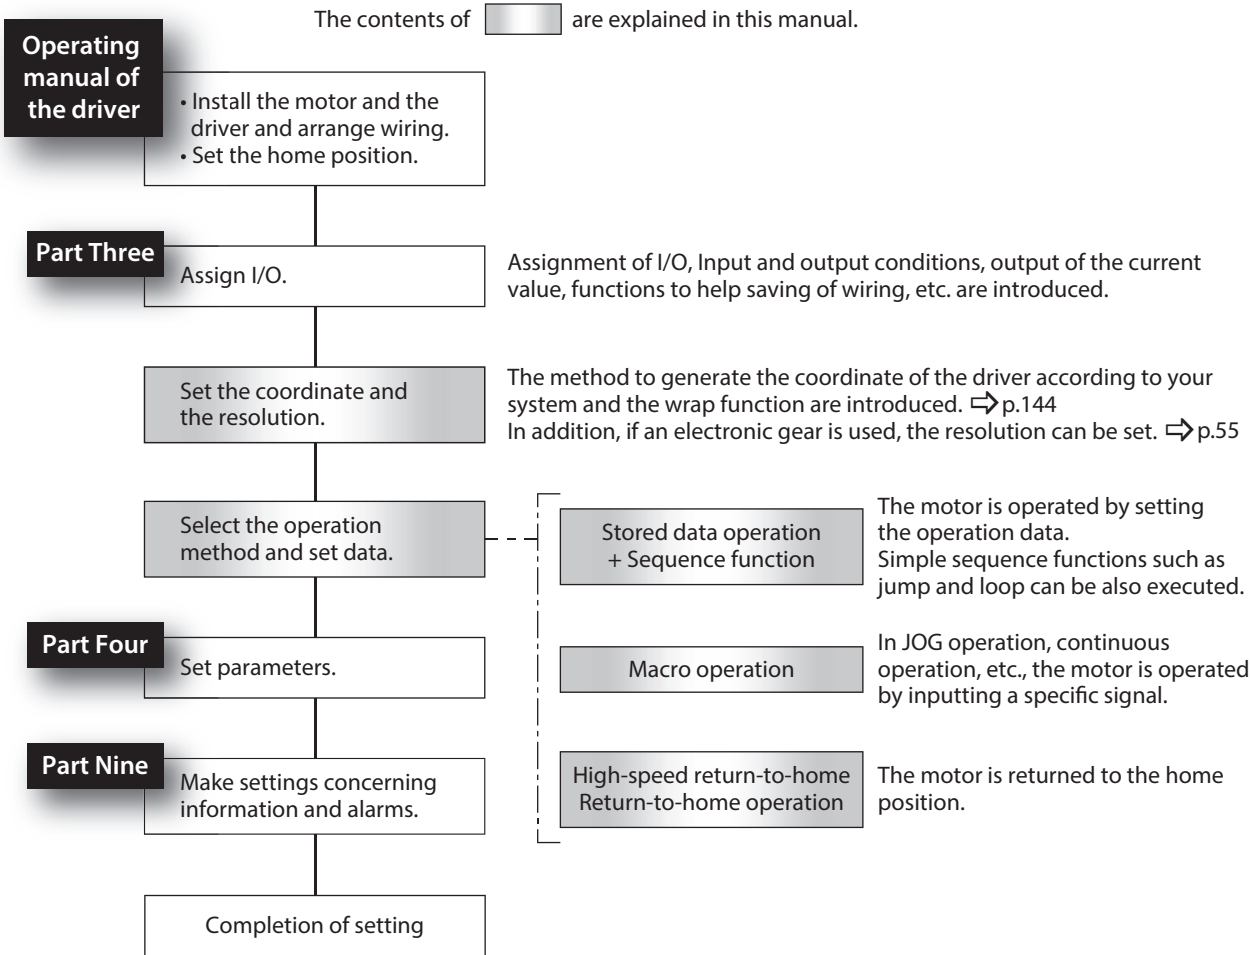 The contents of are explained in this manual.
Operating
manual of
the driver
• Install the motor and the
driver and arrange wiring.
• Set the home position.
Part Three
Assign I/O.
Assignment of I/O, Input and output conditions, output of the current
value, functions to help saving of wiring, etc. are introduced.
Set the coordinate and
the resolution.
The method to generate the coordinate of the driver according to your
system and the wrap function are introduced. ⇨ p.144
In addition, if an electronic gear is used, the resolution can be set. ⇨ p.55
Select the operation
method and set data.
Stored data operation
+ Sequence function
The motor is operated by setting
the operation data.
Simple sequence functions such as
jump and loop can be also executed.
Part Four
Set parameters.
Macro operation
In JOG operation, continuous
operation, etc., the motor is operated
by inputting a specific signal.
Part Nine
Make settings concerning
information and alarms.
High-speed return-to-home
Return-to-home operation
The motor is returned to the home
position.
Completion of setting